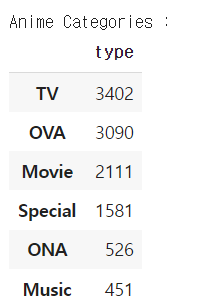 Anime Categories :
type
TV 3402
OVA 3090
Movie 2111
Special 1581
ONA 526
Music 451